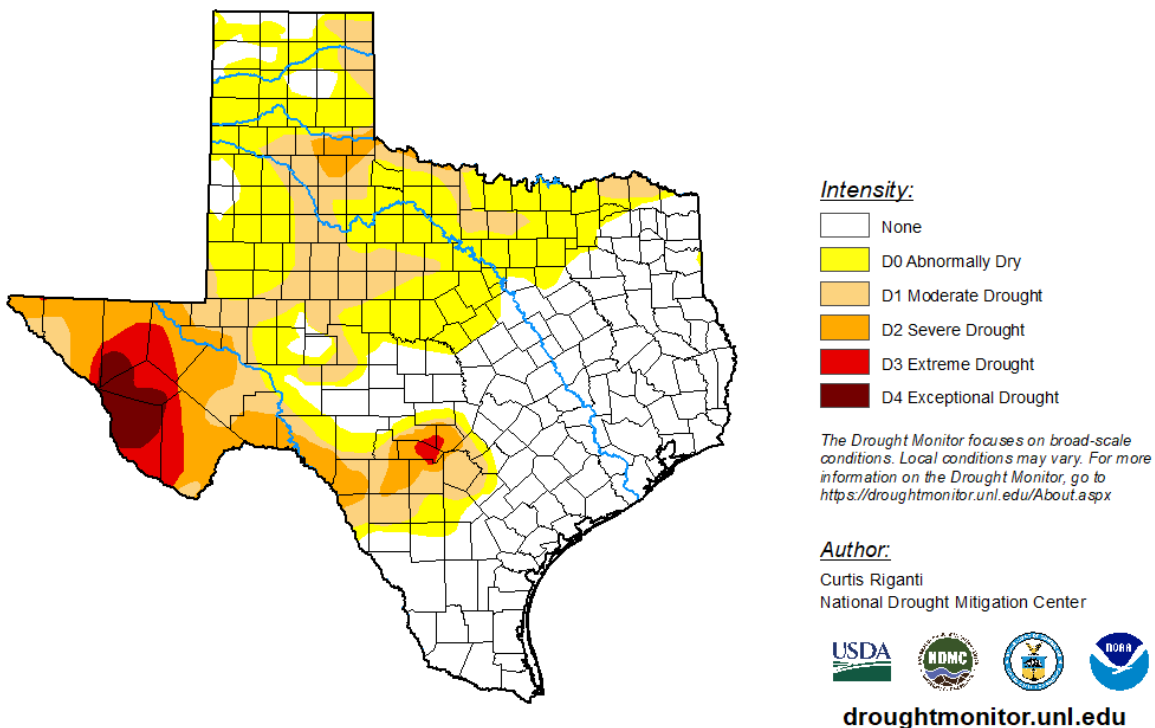 Intensity:
None
D0 Abnormally Dry
D1 Moderate Drought
D2 Severe Drought
D3 Extreme Drought
D4 Exceptional Drought
The Drought Monitor focuses on broad-scale
conditions. Local conditions may vary. For more
information on the Drought Monitor, go to
https://droughtmonitor.unl.edu/About.aspx
Author:
Curtis Riganti
National Drought Mitigation Center
USDA
NDMC
NOAA
droughtmonitor.unl.edu